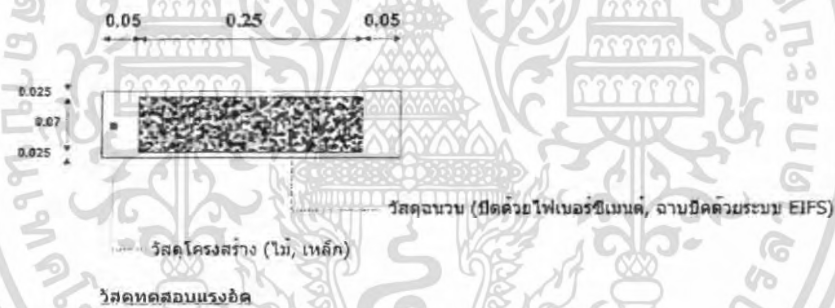 0.05 0.25 0.05
0.025
0.07
0.025
วัสดุฉนวน (ปิดด้วยไฟเบอร์ซีเมนต์, ฉาบปิดด้วยระบบ EIFS)
วัสดุโครงสร้าง (ไม้, เหล็ก)
วัสดุทดสอบแรงอัด